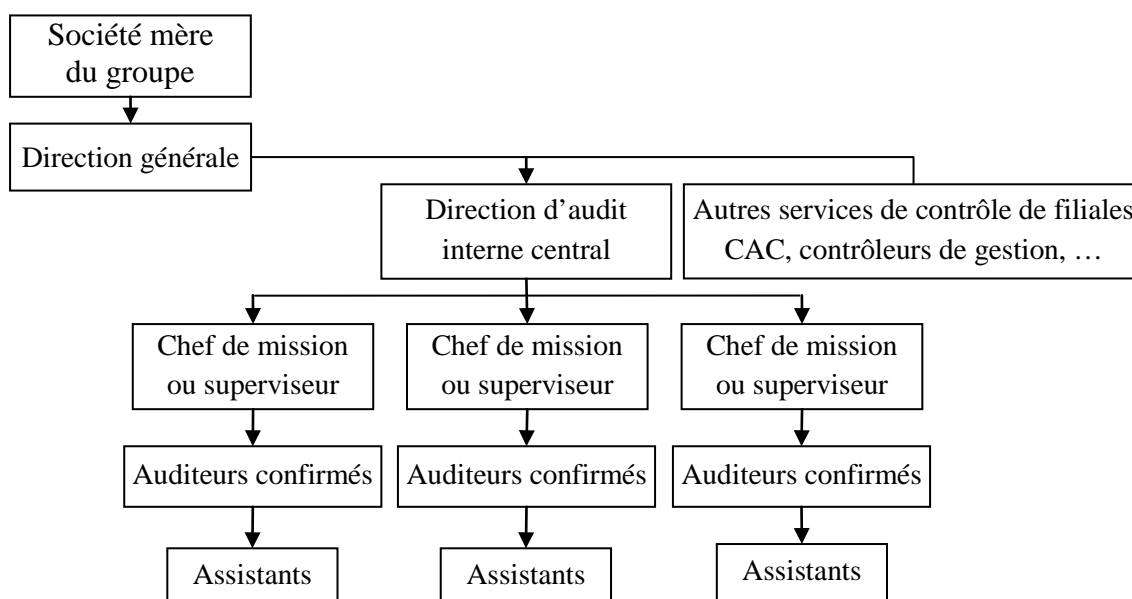 Société mère
du groupe
Direction générale
Direction d’audit
interne central
Autres services de contrôle de filiales
CAC, contrôleurs de gestion, …
Chef de mission
ou superviseur
Chef de mission
ou superviseur
Chef de mission
ou superviseur
Auditeurs confirmés
Auditeurs confirmés
Auditeurs confirmés
Assistants
Assistants
Assistants